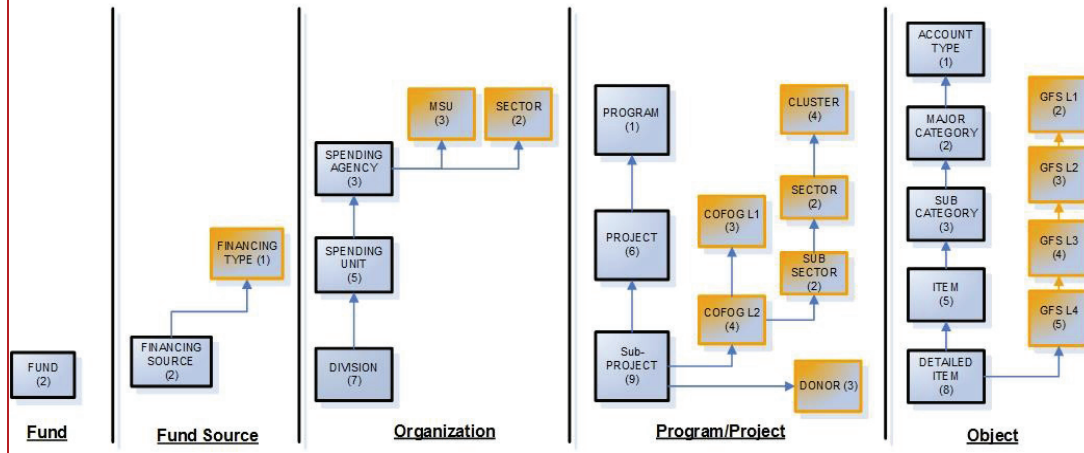 FUND
(2)
Fund
FINANCING
TYPE (1)
FINANCING
SOURCE
(2)
Fund Source
MSU
(3)
SECTOR
(2)
SPENDING
AGENCY
(3)
SPENDING
UNIT
(5)
DIVISION
(7)
Organization
PROGRAM
(1)
PROJECT
(6)
Sub-
PROJECT
(9)
COFOG L1
(3)
COFOG L2
(4)
CLUSTER
(4)
SECTOR
(2)
SUB
SECTOR
(2)
DONOR (3)
Program/Project
ACCOUNT
TYPE
(1)
MAJOR
CATEGORY
(2)
SUB
CATEGORY
(3)
ITEM
(5)
DETAILED
ITEM
(8)
GFS L1
(2)
GFS L2
(3)
GFS L3
(4)
GFS L4
(5)
Object